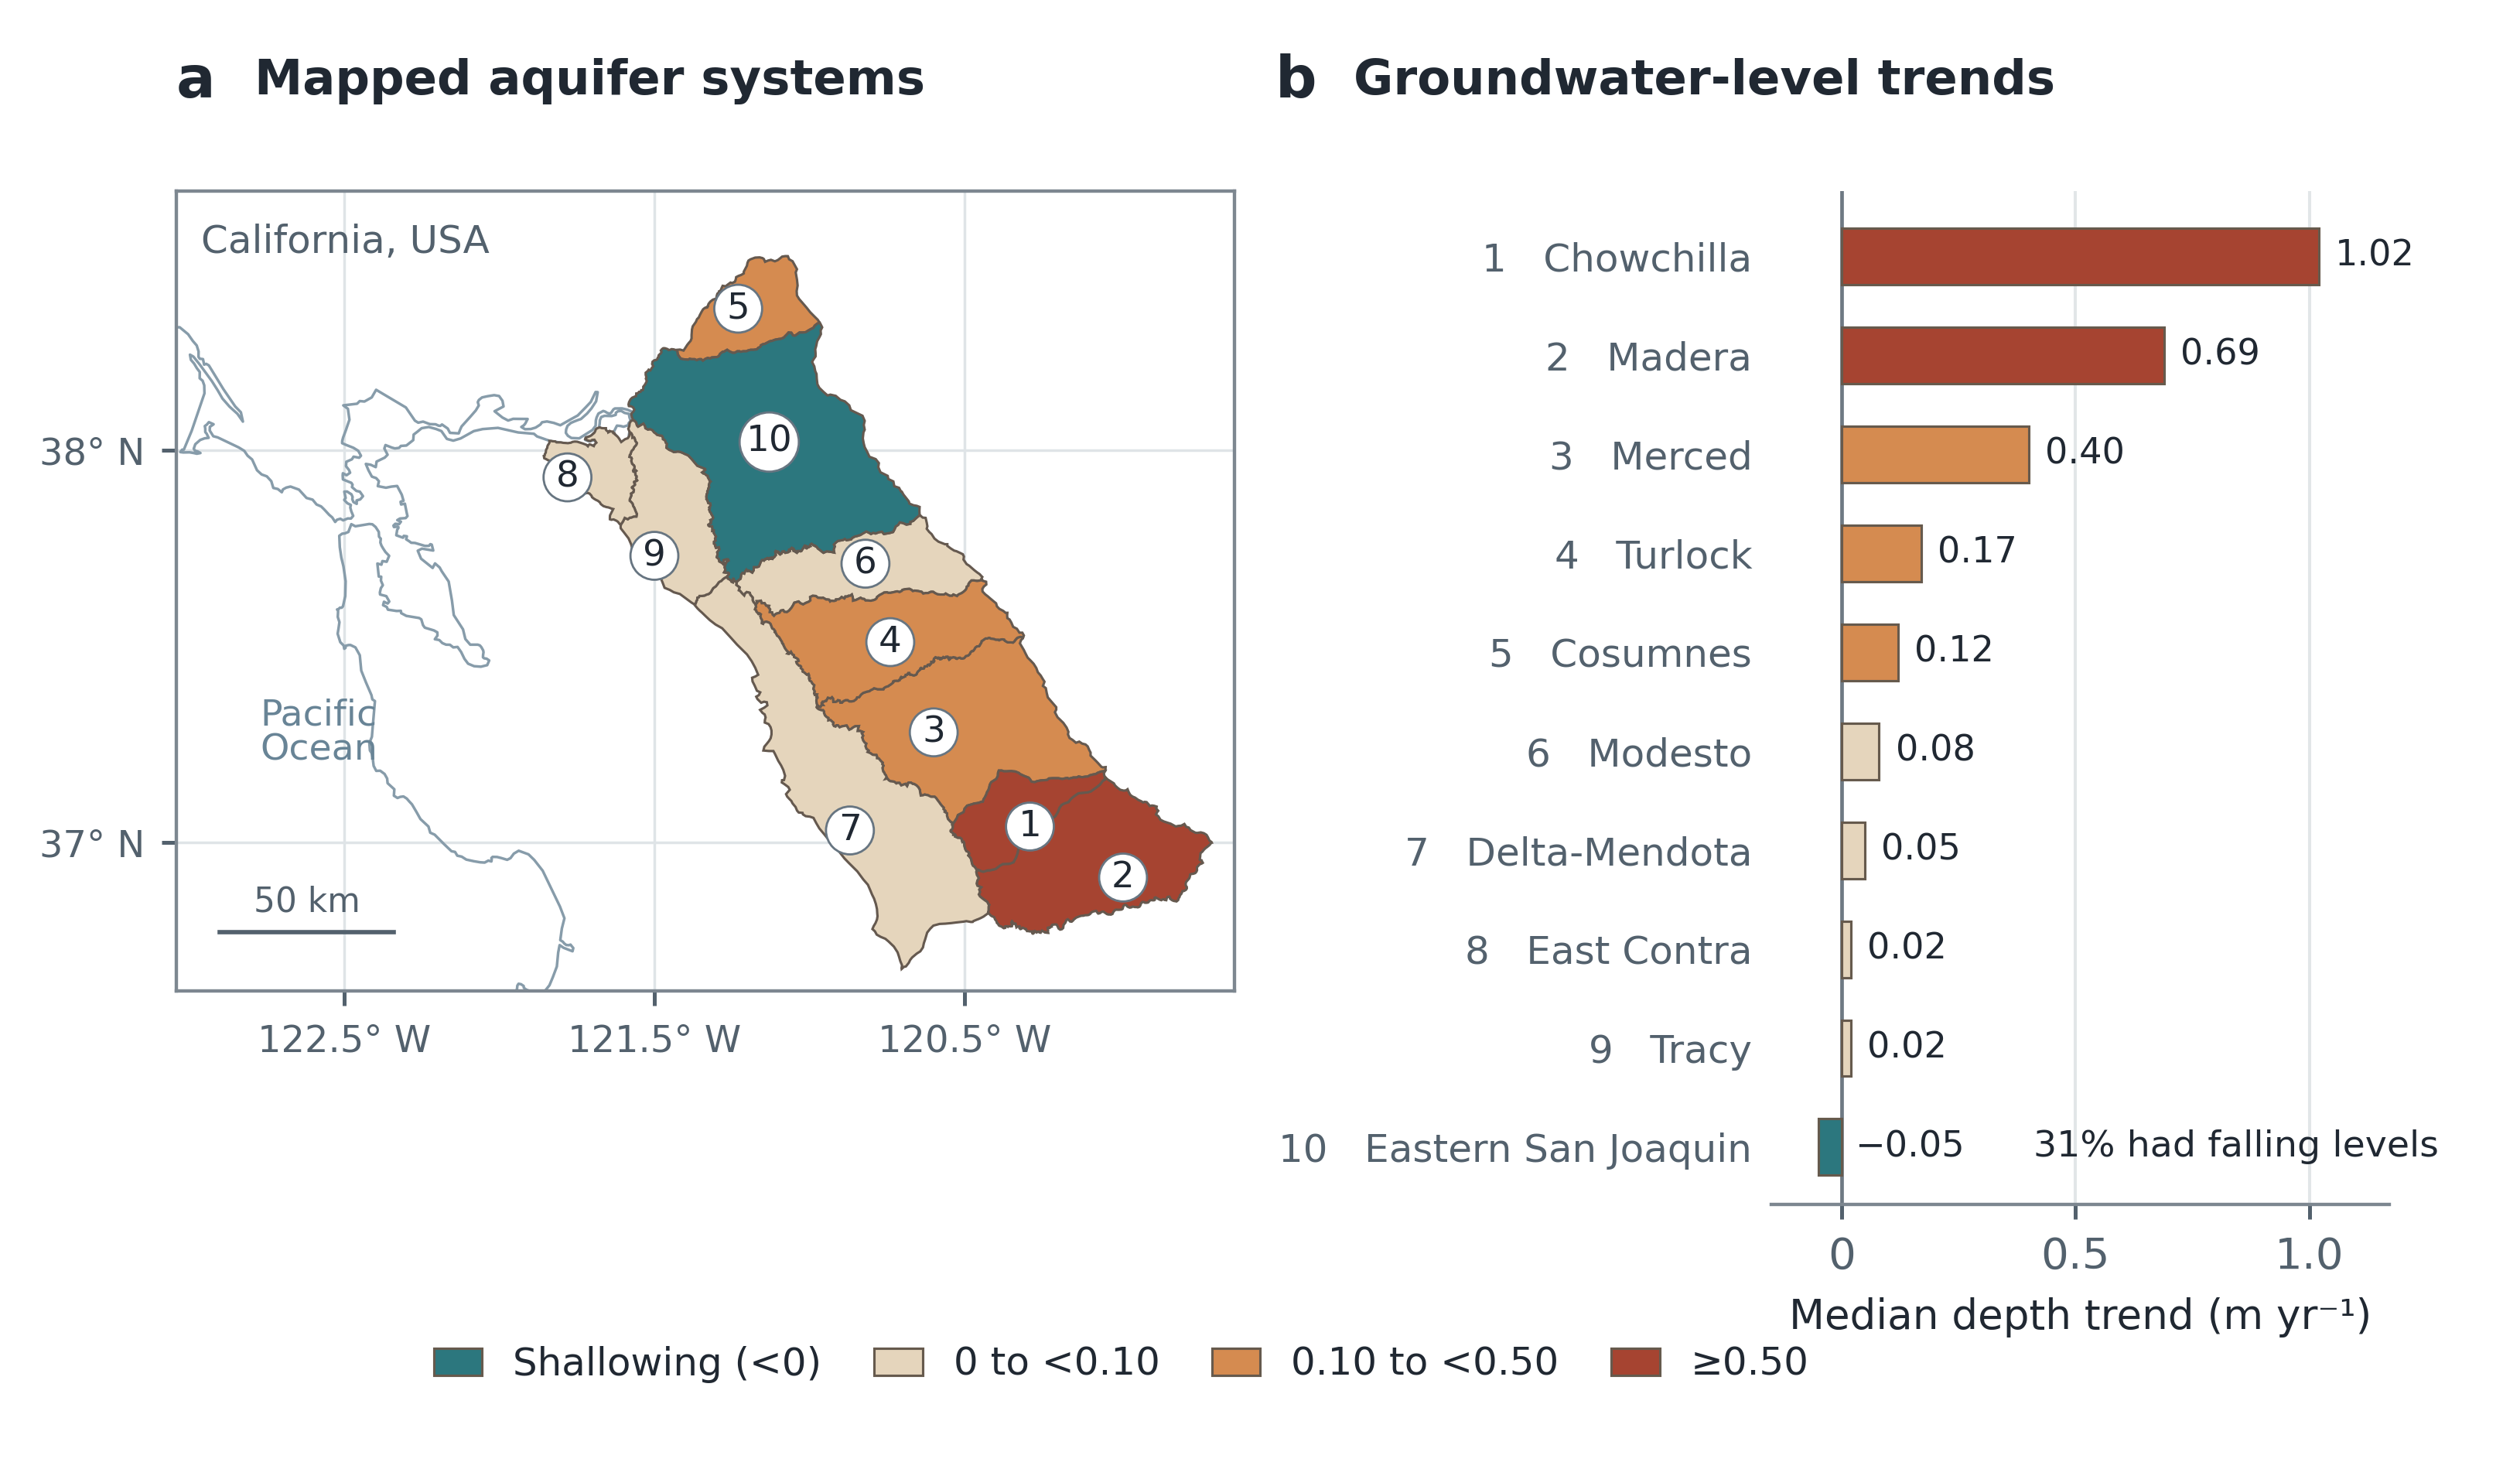 a Mapped aquifer systems
California, USA
5
10
8
9
6
4
3
7
1
2
Pacific
Ocean
50 km
38° N
37° N
122.5° W
121.5° W
120.5° W
b Groundwater-level trends
1 Chowchilla 1.02
2 Madera 0.69
3 Merced 0.40
4 Turlock 0.17
5 Cosumnes 0.12
6 Modesto 0.08
7 Delta-Mendota 0.05
8 East Contra 0.02
9 Tracy 0.02
10 Eastern San Joaquin −0.05 31% had falling levels
0 0.5 1.0
Median depth trend (m yr⁻¹)
Shallowing (<0) 0 to <0.10 0.10 to <0.50 ≥0.50